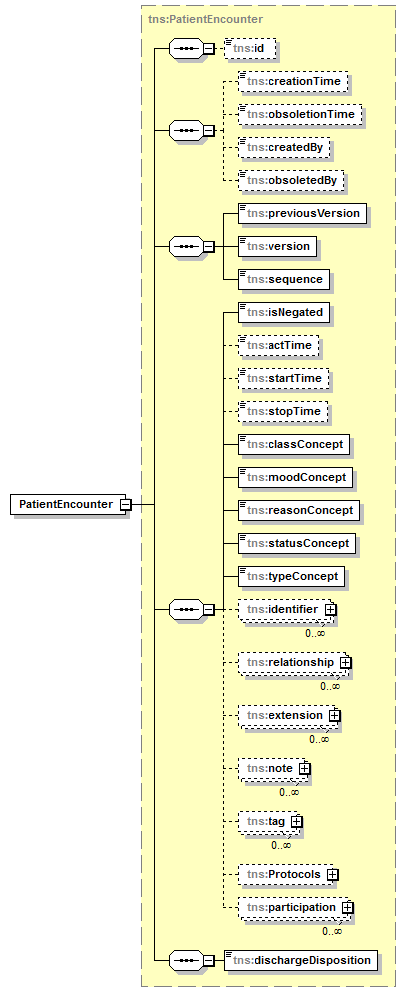 tns:PatientEncounter
tns:id
tns:creationTime
tns:obsoletionTime
tns:createdBy
tns:obsoletedBy
tns:previousVersion
tns:version
tns:sequence
tns:isNegated
tns:actTime
tns:startTime
tns:stopTime
tns:classConcept
tns:moodConcept
PatientEncounter
tns:reasonConcept
tns:statusConcept
tns:typeConcept
tns:identifier
0..∞
tns:relationship
0..∞
tns:extension
0..∞
tns:note
0..∞
tns:tag
0..∞
tns:Protocols
tns:participation
0..∞
tns:dischargeDisposition